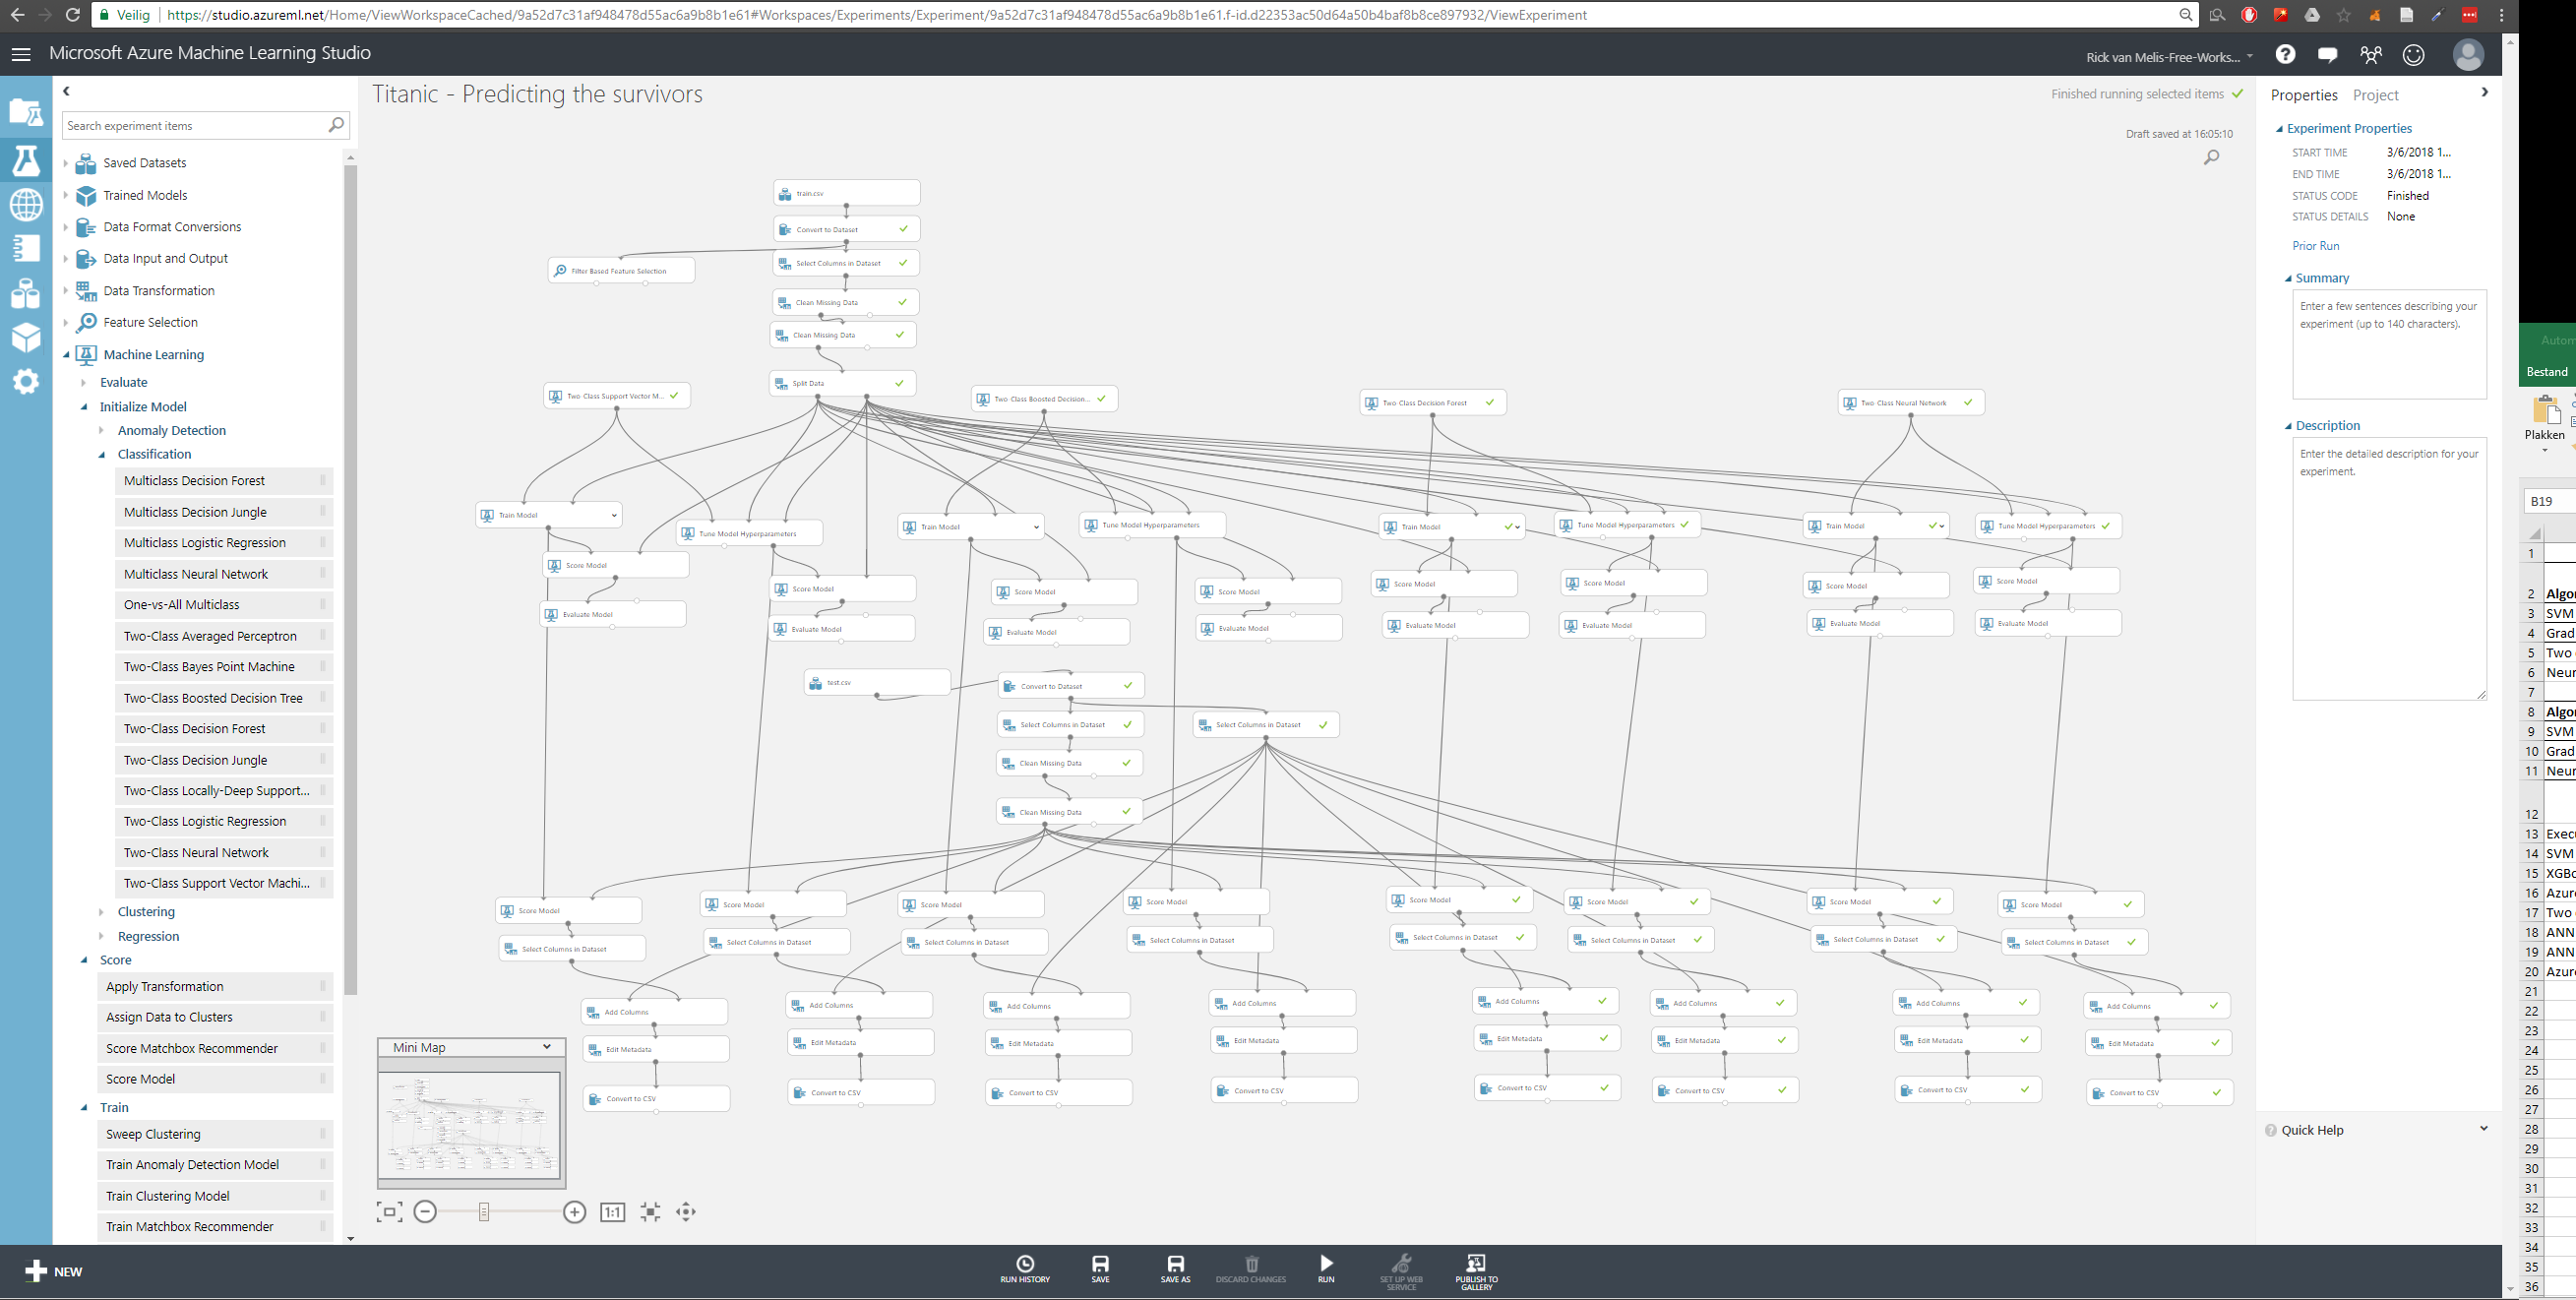 Veilig | https://studio.azureml.net/Home/ViewWorkspaceCached/9a52d7c31af948478d55ac6a9b8b1e61#Workspaces/Experiments/Experiment/9a52d7c31af948478d55ac6a9b8b1e61.f-id.d22353ac50d64a50b4baf8b8ce897932/ViewExperiment
Microsoft Azure Machine Learning Studio
Rick van Melis-Free-Works...
Search experiment items
Saved Datasets
Trained Models
Data Format Conversions
Data Input and Output
Data Transformation
Feature Selection
Machine Learning
Evaluate
Initialize Model
Anomaly Detection
Classification
Multiclass Decision Forest
Multiclass Decision Jungle
Multiclass Logistic Regression
Multiclass Neural Network
One-vs-All Multiclass
Two-Class Averaged Perceptron
Two-Class Bayes Point Machine
Two-Class Boosted Decision Tree
Two-Class Decision Forest
Two-Class Decision Jungle
Two-Class Locally-Deep Support...
Two-Class Logistic Regression
Two-Class Neural Network
Two-Class Support Vector Machi...
Clustering
Regression
Score
Apply Transformation
Assign Data to Clusters
Score Matchbox Recommender
Score Model
Train
Sweep Clustering
Train Anomaly Detection Model
Train Clustering Model
Train Matchbox Recommender
Titanic - Predicting the survivors
Finished running selected items
Draft saved at 16:05:10
train.csv
Convert to Dataset
Select Columns in Dataset
Filter Based Feature Selection
Clean Missing Data
Clean Missing Data
Split Data
Two-Class Support Vector M...
Two-Class Boosted Decision...
Two-Class Decision Forest
Two-Class Neural Network
Train Model
Tune Model Hyperparameters
Train Model
Tune Model Hyperparameters
Train Model
Tune Model Hyperparameters
Train Model
Tune Model Hyperparameters
Score Model
Score Model
Score Model
Score Model
Score Model
Score Model
Score Model
Score Model
Evaluate Model
Evaluate Model
Evaluate Model
Evaluate Model
Evaluate Model
Evaluate Model
Evaluate Model
Evaluate Model
test.csv
Convert to Dataset
Select Columns in Dataset
Select Columns in Dataset
Clean Missing Data
Clean Missing Data
Score Model
Score Model
Score Model
Score Model
Score Model
Score Model
Score Model
Score Model
Select Columns in Dataset
Select Columns in Dataset
Select Columns in Dataset
Select Columns in Dataset
Select Columns in Dataset
Select Columns in Dataset
Select Columns in Dataset
Select Columns in Dataset
Add Columns
Add Columns
Add Columns
Add Columns
Add Columns
Add Columns
Add Columns
Add Columns
Edit Metadata
Edit Metadata
Edit Metadata
Edit Metadata
Edit Metadata
Edit Metadata
Edit Metadata
Edit Metadata
Convert to CSV
Convert to CSV
Convert to CSV
Convert to CSV
Convert to CSV
Convert to CSV
Convert to CSV
Convert to CSV
Mini Map
1:1
Properties Project
Experiment Properties
START TIME 3/6/2018 1...
END TIME 3/6/2018 1...
STATUS CODE Finished
STATUS DETAILS None
Prior Run
Summary
Enter a few sentences describing your
experiment (up to 140 characters).
Description
Enter the detailed description for your
experiment.
Quick Help
NEW
RUN HISTORY
SAVE
SAVE AS
DISCARD CHANGES
RUN
SET UP WEB
SERVICE
PUBLISH TO
GALLERY
Autom
Bestand
Plakken
B19
1
2 Algor
3 SVM
4 Grad
5 Two
6 Neur
7
8 Algor
9 SVM
10 Grad
11 Neur
12
13 Exec
14 SVM
15 XGBo
16 Azure
17 Two
18 ANN
19 ANN
20 Azure
21
22
23
24
25
26
27
28
29
30
31
32
33
34
35
36